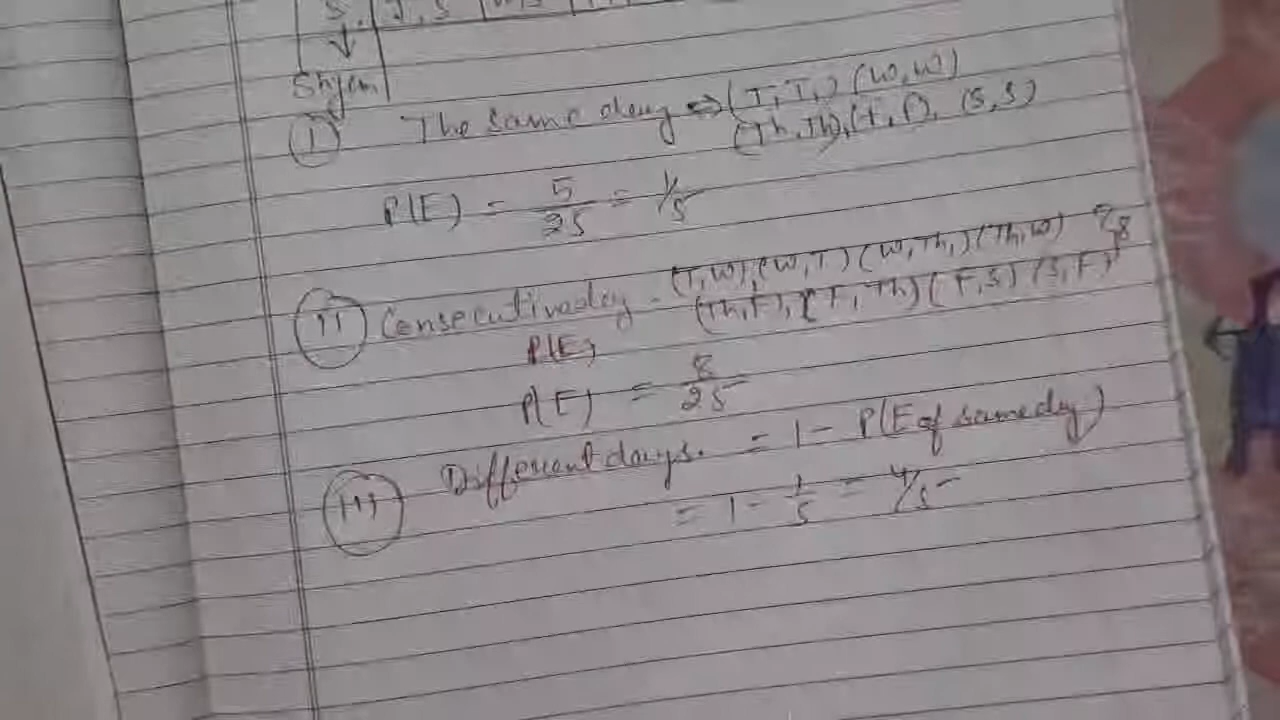 S, J, S
↓
Shyam
(i) The same day ⇒ (T, T,) (W, W)
(Th, Th), (F, F), (S, S)
P(E) = 5/25 = 1/5
(ii) Consecutive day - (T, W), (W, T) (W, Th,) (Th, W)
(Th, F), (F, Th) (F, S) (S, F)
P(E)
P(E) = 8/25
(iii) Different days. = 1 - P(E of same day)
= 1 - 1/5 = 4/5